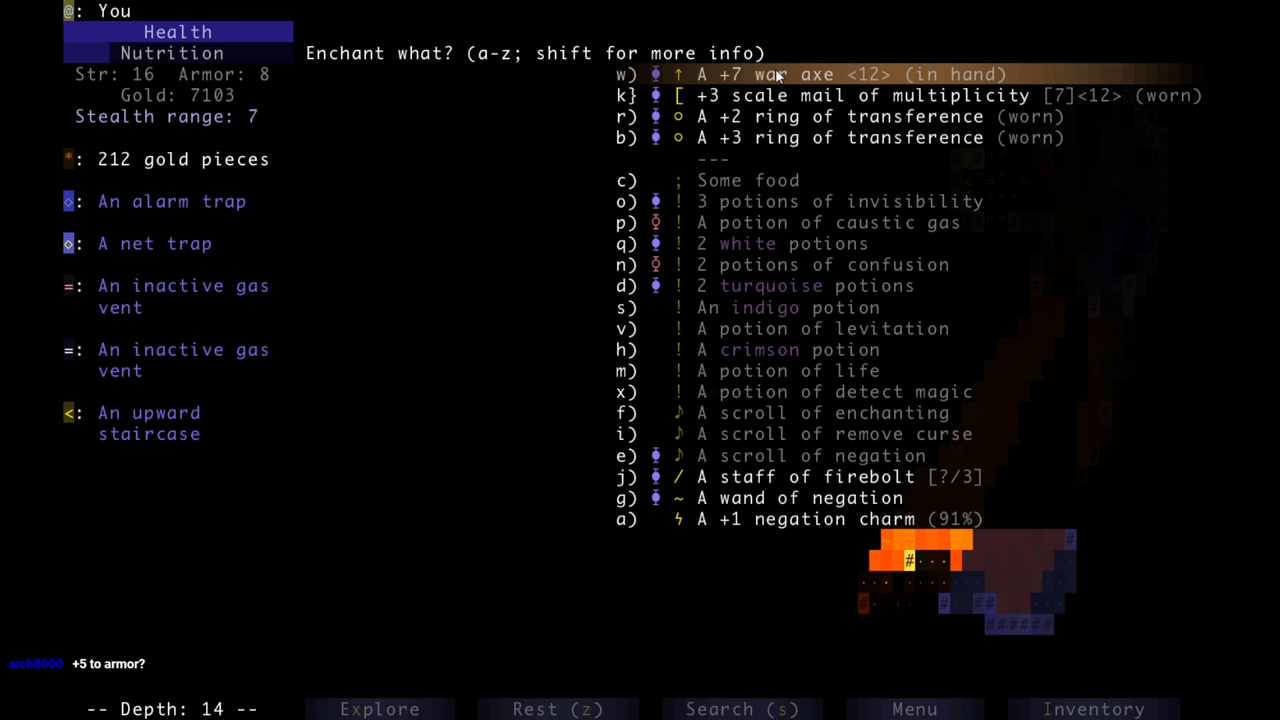 @: You
Health
Nutrition
Str: 16 Armor: 8
Gold: 7103
Stealth range: 7
*: 212 gold pieces
◇: An alarm trap
◇: A net trap
=: An inactive gas
vent
=: An inactive gas
vent
<: An upward
staircase
Enchant what? (a-z; shift for more info)
w) ↑ A +7 war axe <12> (in hand)
k} [ +3 scale mail of multiplicity [7]<12> (worn)
r) ○ A +2 ring of transference (worn)
b) ○ A +3 ring of transference (worn)
---
c) ; Some food
o) ! 3 potions of invisibility
p) ! A potion of caustic gas
q) ! 2 white potions
n) ! 2 potions of confusion
d) ! 2 turquoise potions
s) ! An indigo potion
v) ! A potion of levitation
h) ! A crimson potion
m) ! A potion of life
x) ! A potion of detect magic
f) ♪ A scroll of enchanting
i) ♪ A scroll of remove curse
e) ♪ A scroll of negation
j) / A staff of firebolt [?/3]
g) ~ A wand of negation
a) ϟ A +1 negation charm (91%)
arch8000 +5 to armor?
-- Depth: 14 --
Explore
Rest (z)
Search (s)
Menu
Inventory